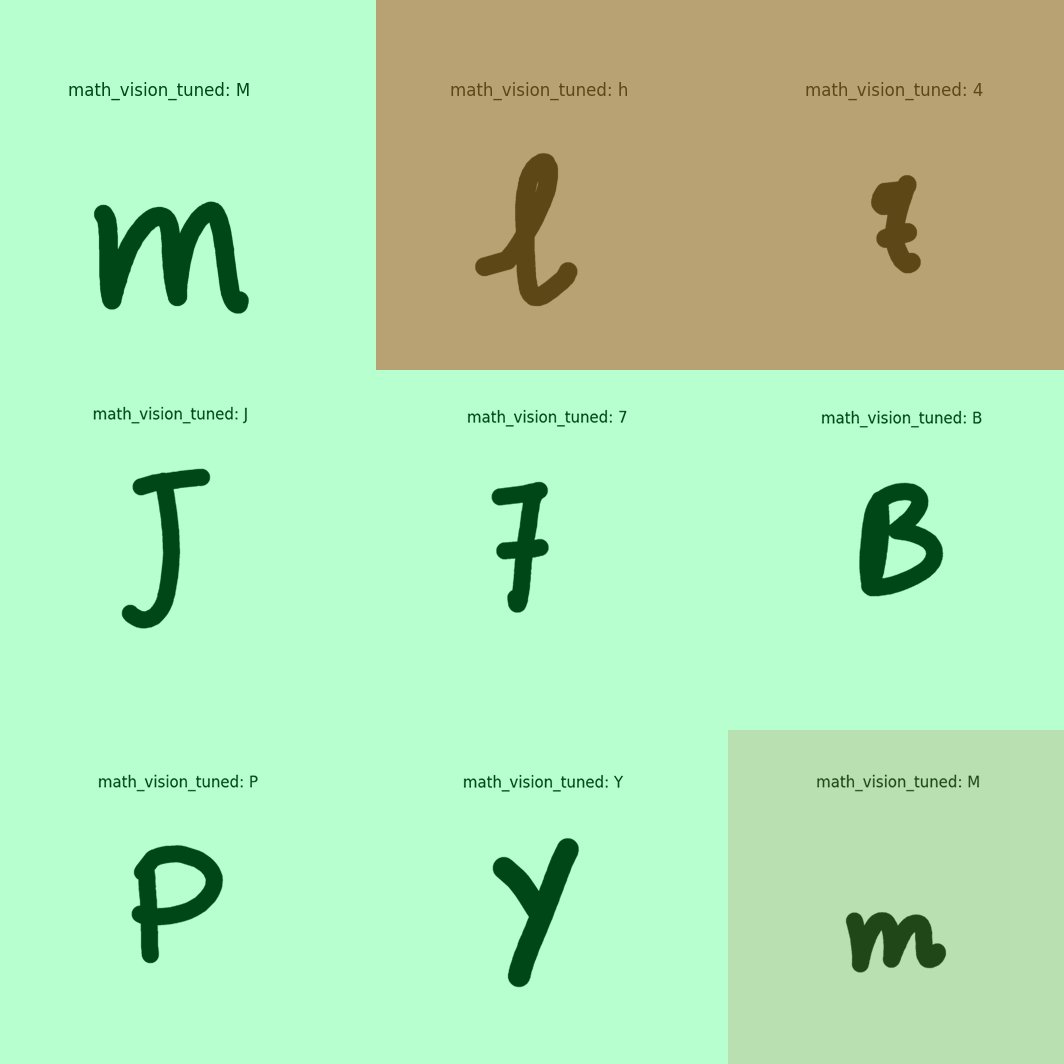 math_vision_tuned: M math_vision_tuned: h math_vision_tuned: 4
m l
math_vision_tuned: J math_vision_tuned: 7 math_vision_tuned: B
J 7 B
math_vision_tuned: P math_vision_tuned: Y math_vision_tuned: M
P Y m